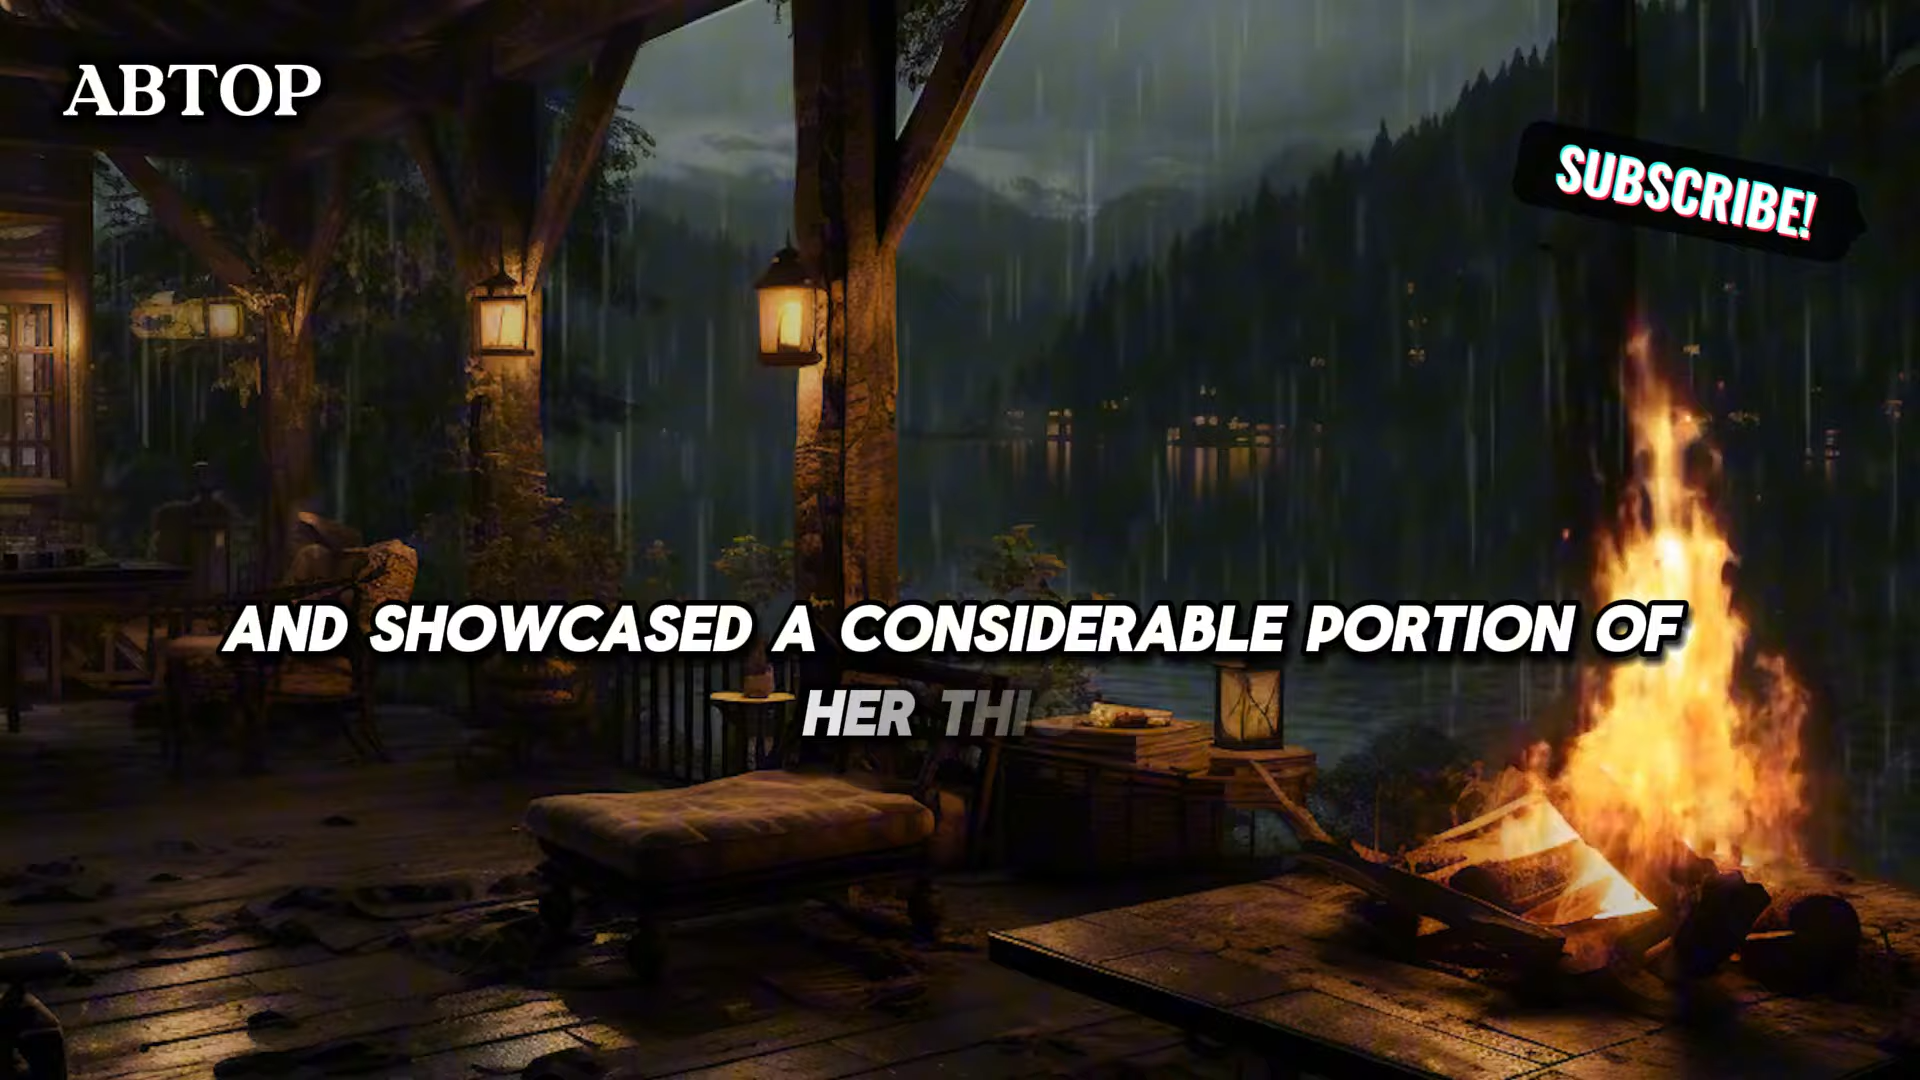 ABTOP
SUBSCRIBE!
AND SHOWCASED A CONSIDERABLE PORTION OF
HER